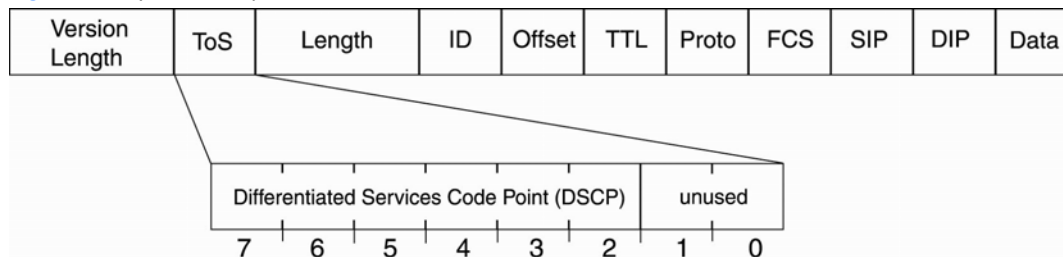 Version Length ToS Length ID Offset TTL Proto FCS SIP DIP Data
Differentiated Services Code Point (DSCP) unused
7 6 5 4 3 2 1 0